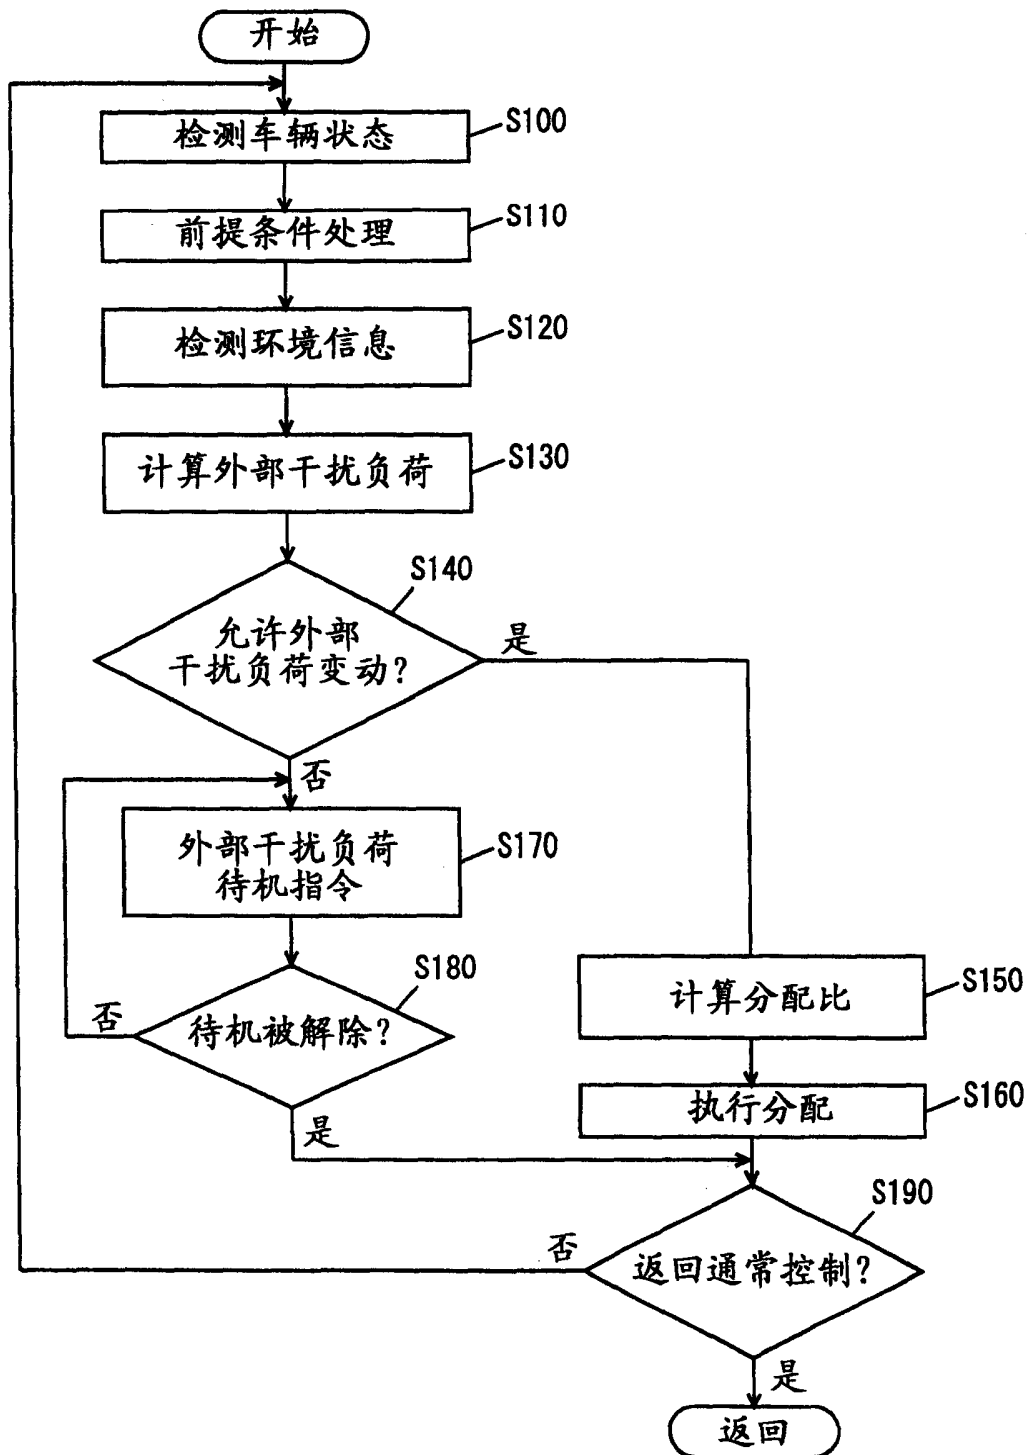 开始
检测车辆状态
S100
前提条件处理
S110
检测环境信息
S120
计算外部干扰负荷
S130
S140
允许外部
干扰负荷变动?
是
否
外部干扰负荷
待机指令
S170
S180
待机被解除?
否
是
计算分配比
S150
执行分配
S160
S190
返回通常控制?
否
是
返回